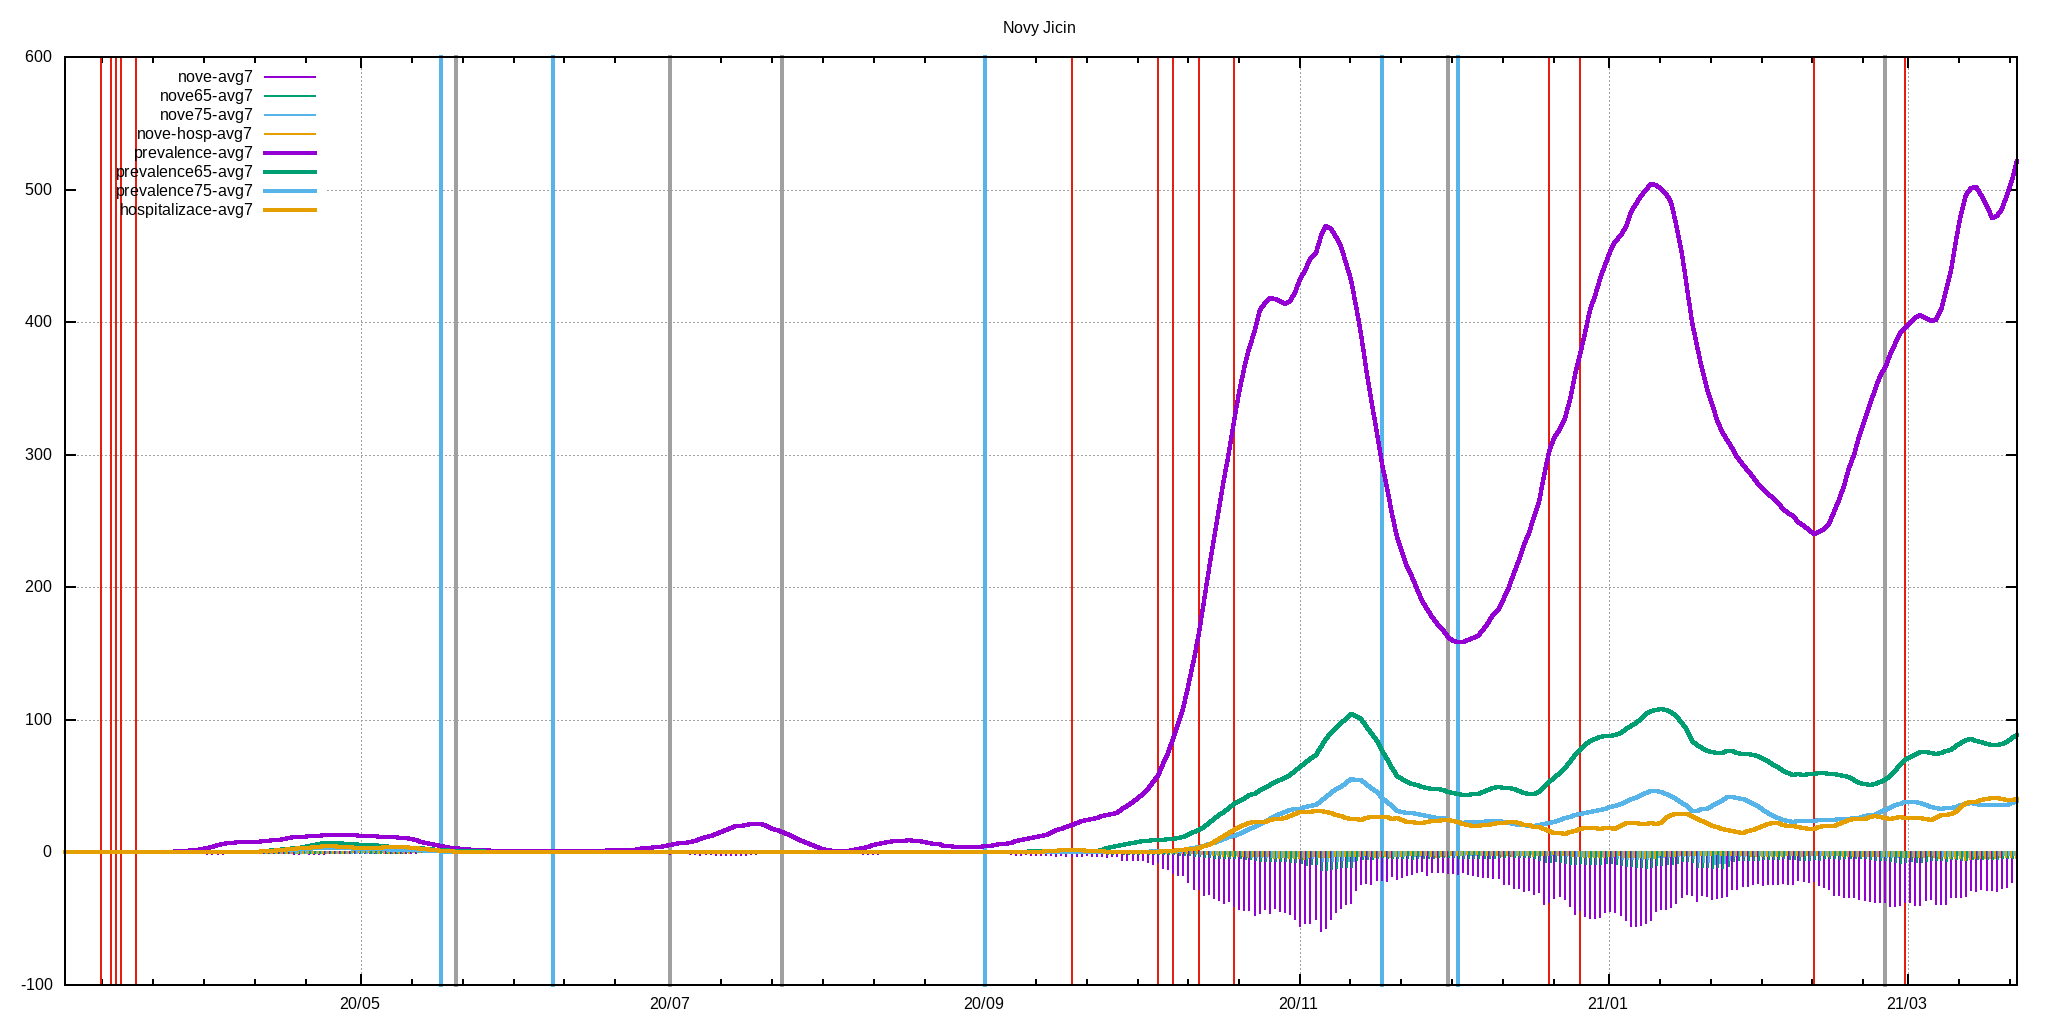 Novy Jicin
600
nove-avg7
nove65-avg7
nove75-avg7
nove-hosp-avg7
prevalence-avg7
prevalence65-avg7
prevalence75-avg7
hospitalizace-avg7
500
400
300
200
100
0
-100
20/05 20/07 20/09 20/11 21/01 21/03